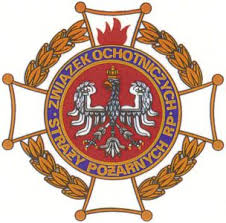 ZWIĄZEK OCHOTNICZYCH
STRAŻY POŻARNYCH RP